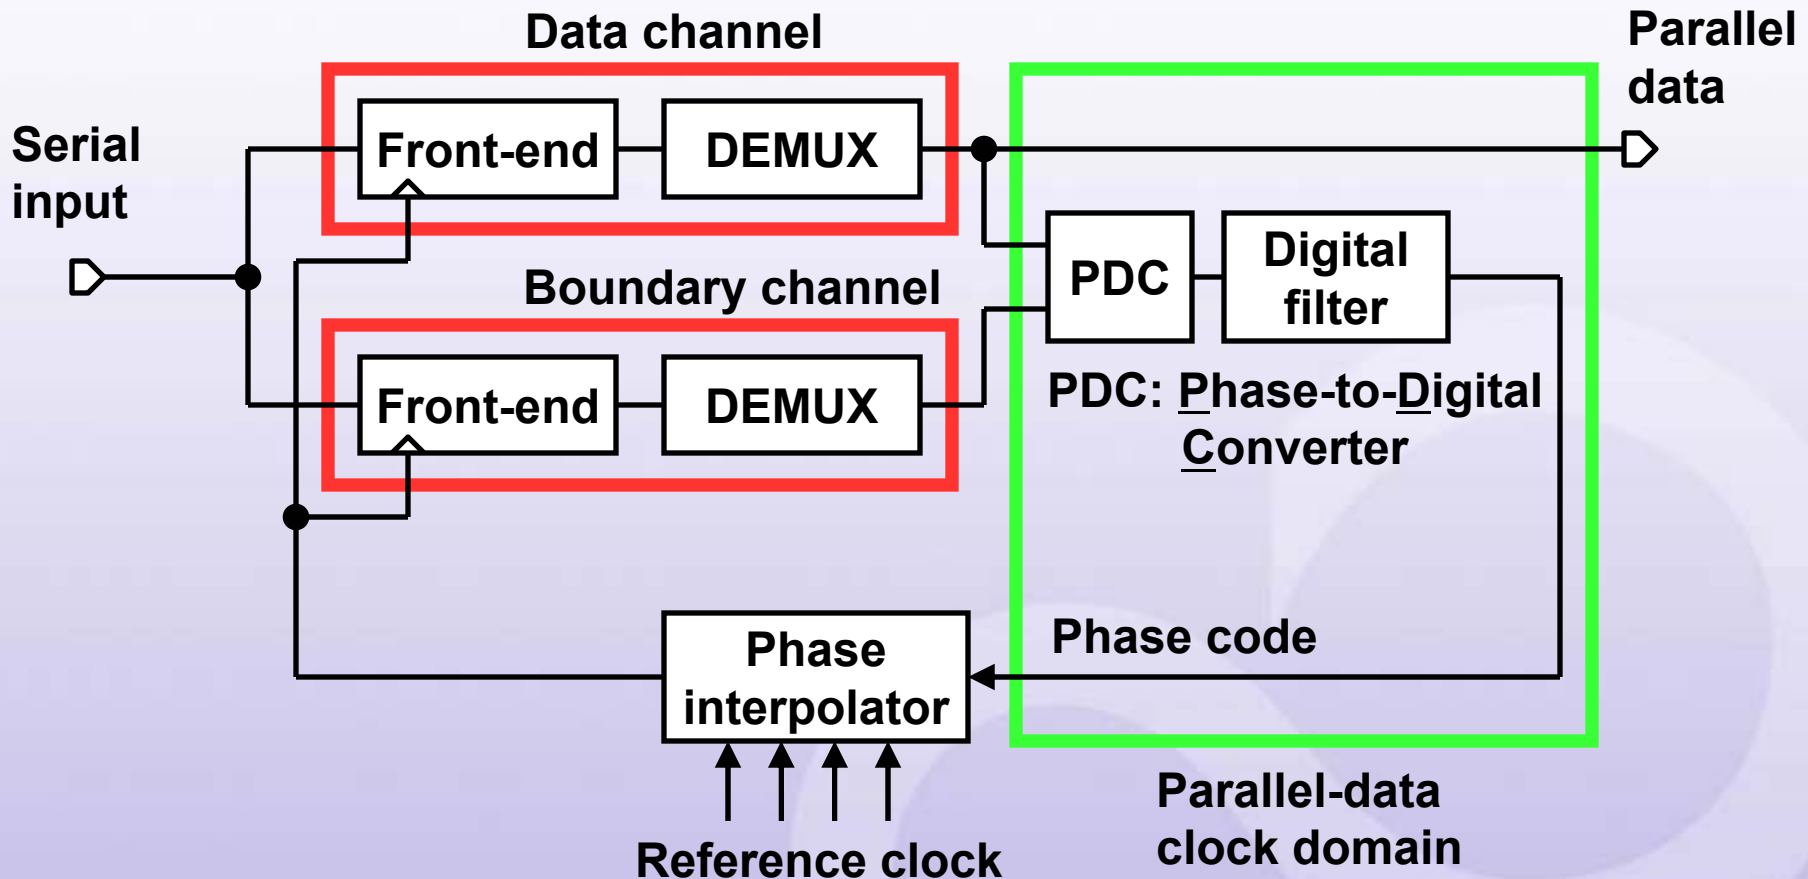 Data channel
Parallel
data
Serial
input
Front-end
DEMUX
Boundary channel
PDC
Digital
filter
Front-end
DEMUX
PDC: Phase-to-Digital
Converter
Phase
interpolator
Phase code
Reference clock
Parallel-data
clock domain